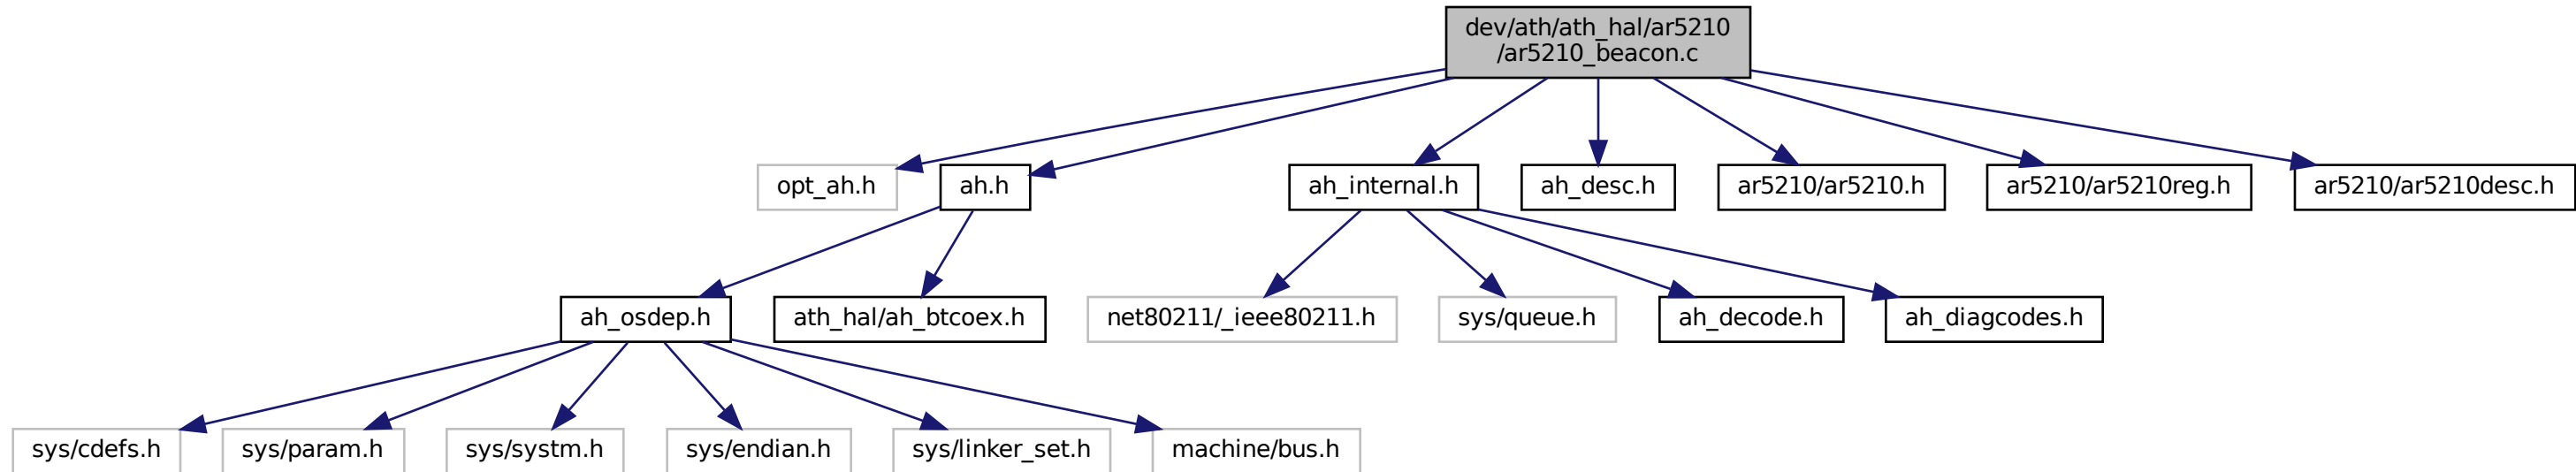 dev/ath/ath_hal/ar5210
/ar5210_beacon.c
opt_ah.h
ah.h
ah_internal.h
ah_desc.h
ar5210/ar5210.h
ar5210/ar5210reg.h
ar5210/ar5210desc.h
ah_osdep.h
ath_hal/ah_btcoex.h
net80211/_ieee80211.h
sys/queue.h
ah_decode.h
ah_diagcodes.h
sys/cdefs.h
sys/param.h
sys/systm.h
sys/endian.h
sys/linker_set.h
machine/bus.h